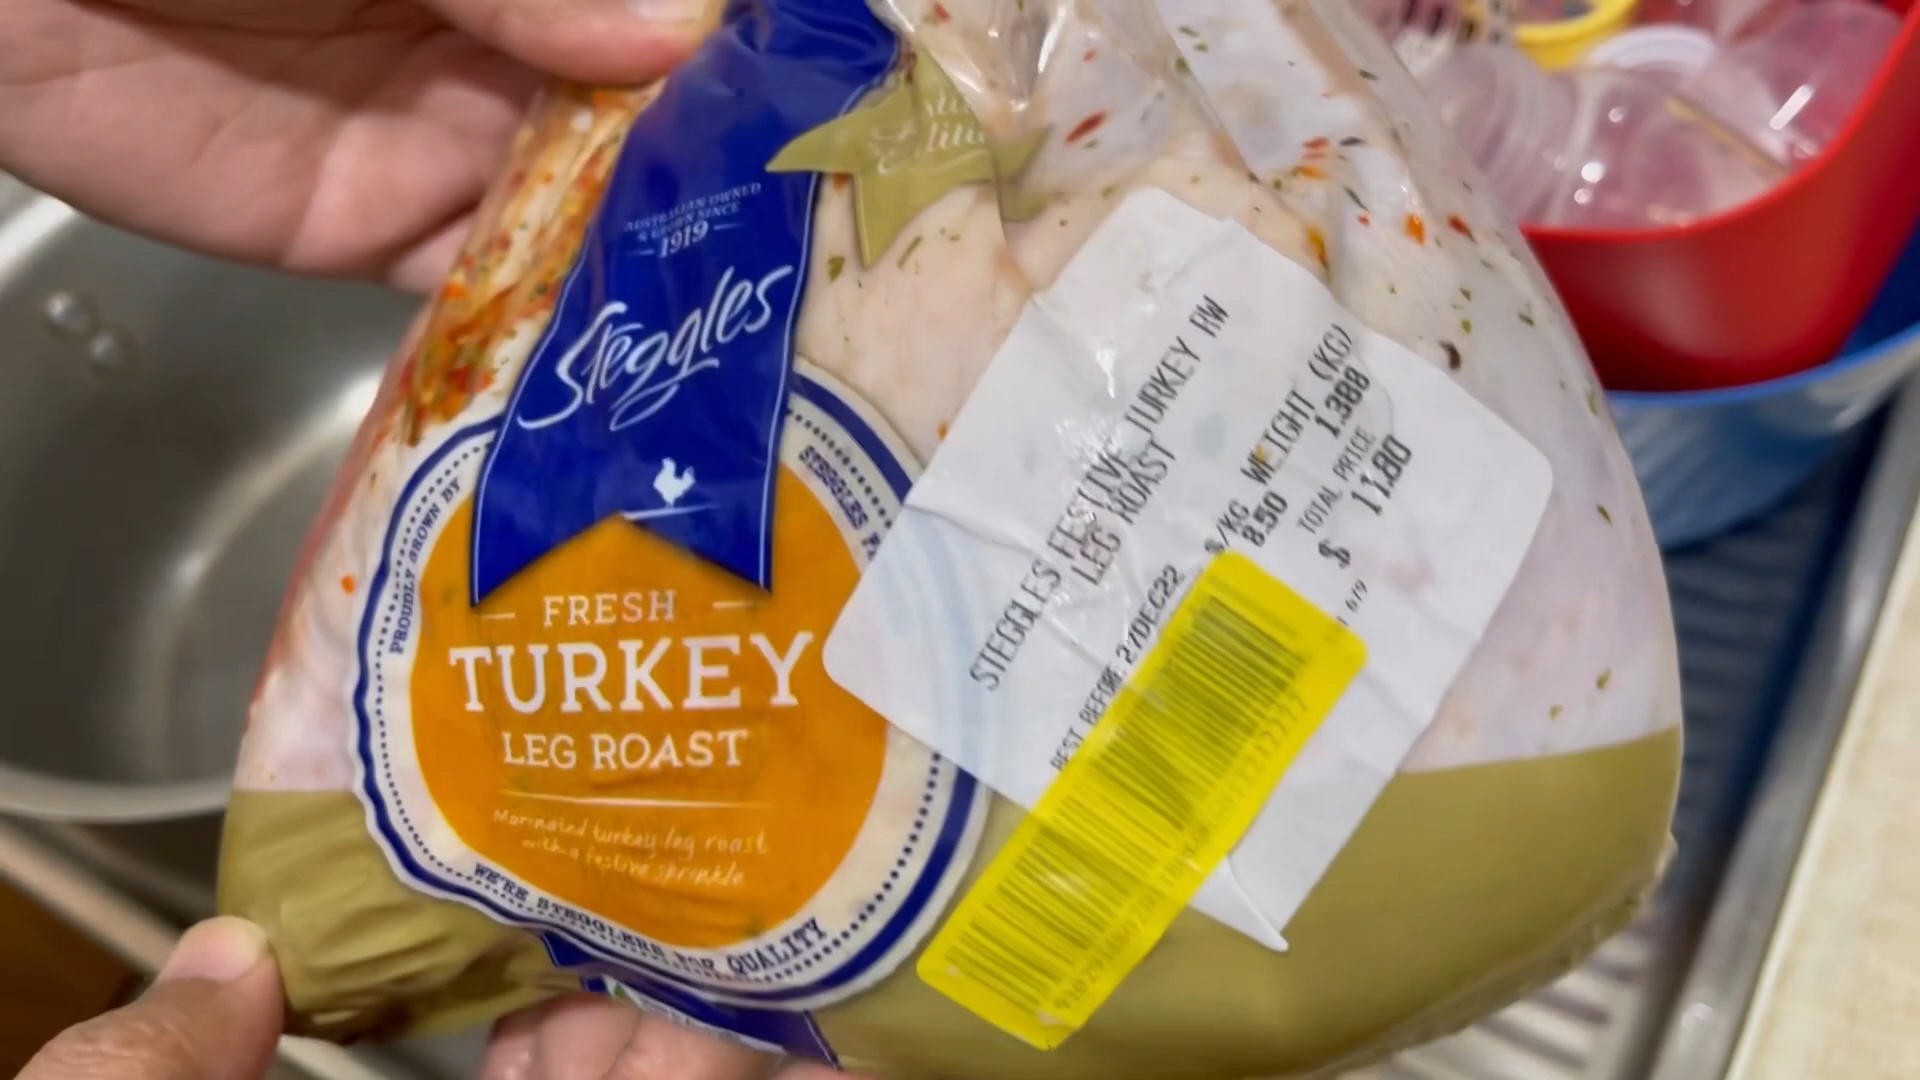 AUSTRALIAN OWNED
& GROWN SINCE
1919
Steggles
PROUDLY GROWN BY
STEGGLES
FRESH
TURKEY
LEG ROAST
Marinated turkey leg roast
with a festive sprinkle
WE'RE STEGGLERS FOR QUALITY
STEGGLES FESTIVE TURKEY RW
LEG ROAST
BEST BEFORE 27DEC22
$/KG
8.50
WEIGHT (KG)
1.388
TOTAL PRICE
$ 11.80